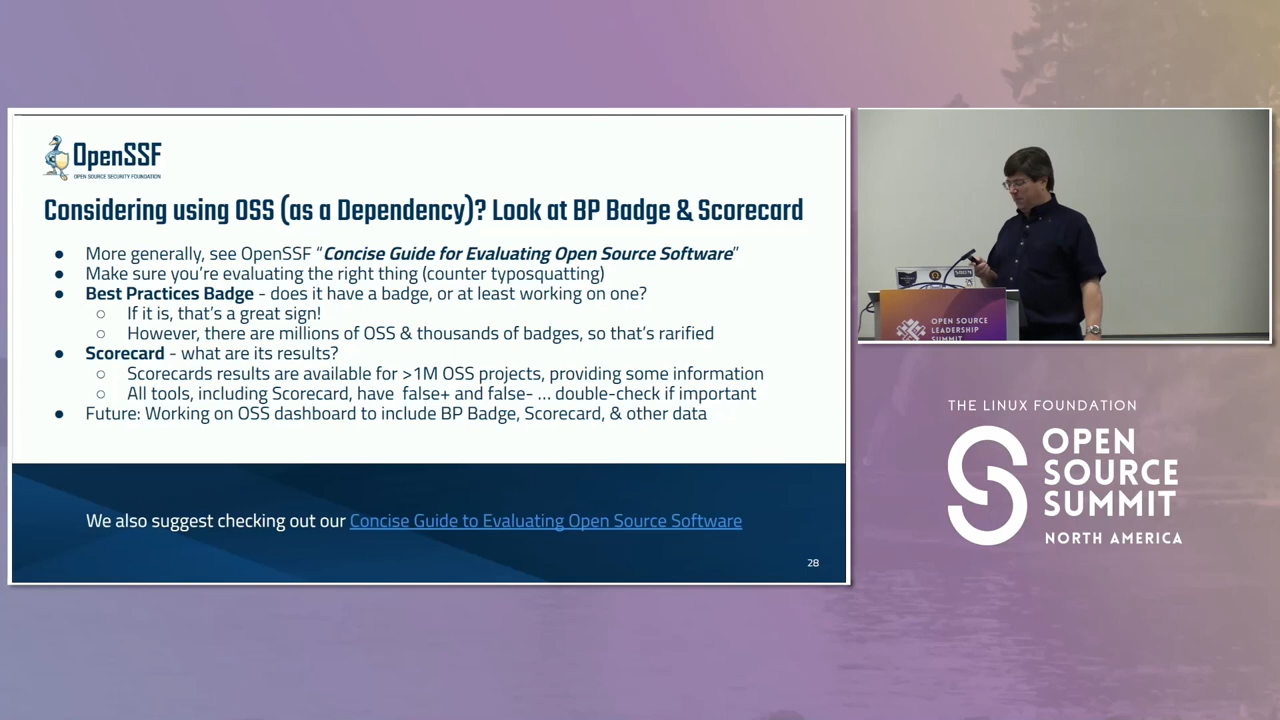 OpenSSF
OPEN SOURCE SECURITY FOUNDATION
Considering using OSS (as a Dependency)? Look at BP Badge & Scorecard
● More generally, see OpenSSF “Concise Guide for Evaluating Open Source Software”
● Make sure you’re evaluating the right thing (counter typosquatting)
● Best Practices Badge - does it have a badge, or at least working on one?
○ If it is, that’s a great sign!
○ However, there are millions of OSS & thousands of badges, so that’s rarified
● Scorecard - what are its results?
○ Scorecards results are available for >1M OSS projects, providing some information
○ All tools, including Scorecard, have false+ and false- … double-check if important
● Future: Working on OSS dashboard to include BP Badge, Scorecard, & other data
We also suggest checking out our Concise Guide to Evaluating Open Source Software
28
OPEN SOURCE
LEADERSHIP
SUMMIT
THE LINUX FOUNDATION
OPEN
SOURCE
SUMMIT
NORTH AMERICA